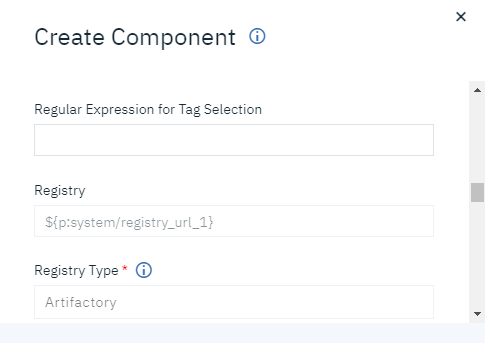 Create Component
Regular Expression for Tag Selection
Registry
${p:system/registry_url_1}
Registry Type *
Artifactory